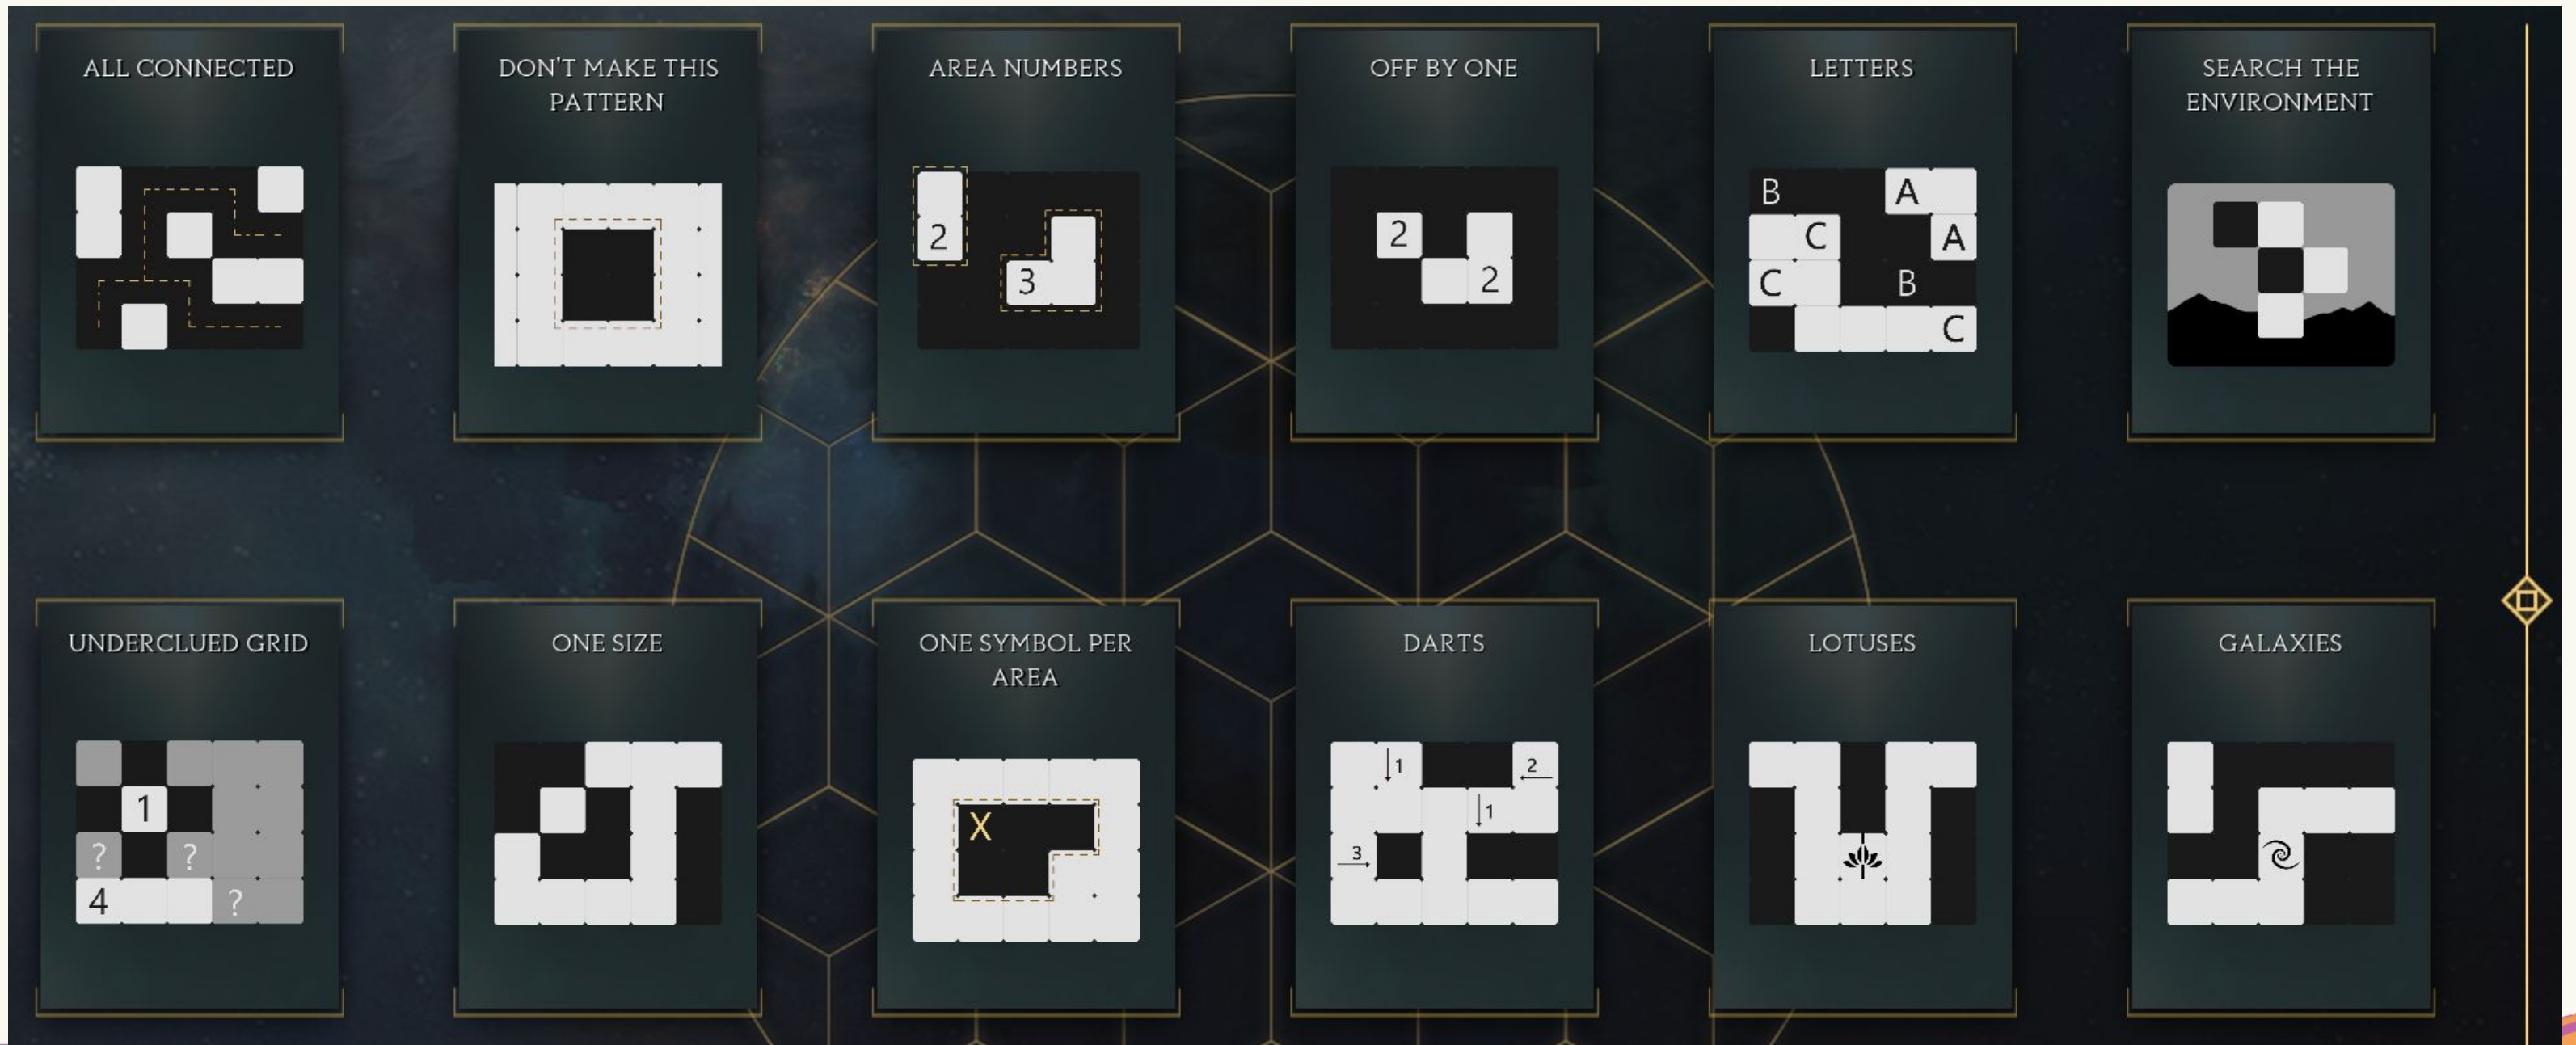 ALL CONNECTED
DON'T MAKE THIS
PATTERN
AREA NUMBERS
OFF BY ONE
LETTERS
SEARCH THE
ENVIRONMENT
2
3
2
2
B A
C A
C B
C
UNDERCLUED GRID
ONE SIZE
ONE SYMBOL PER
AREA
DARTS
LOTUSES
GALAXIES
1
? ?
4 ?
X
1 2
1
3